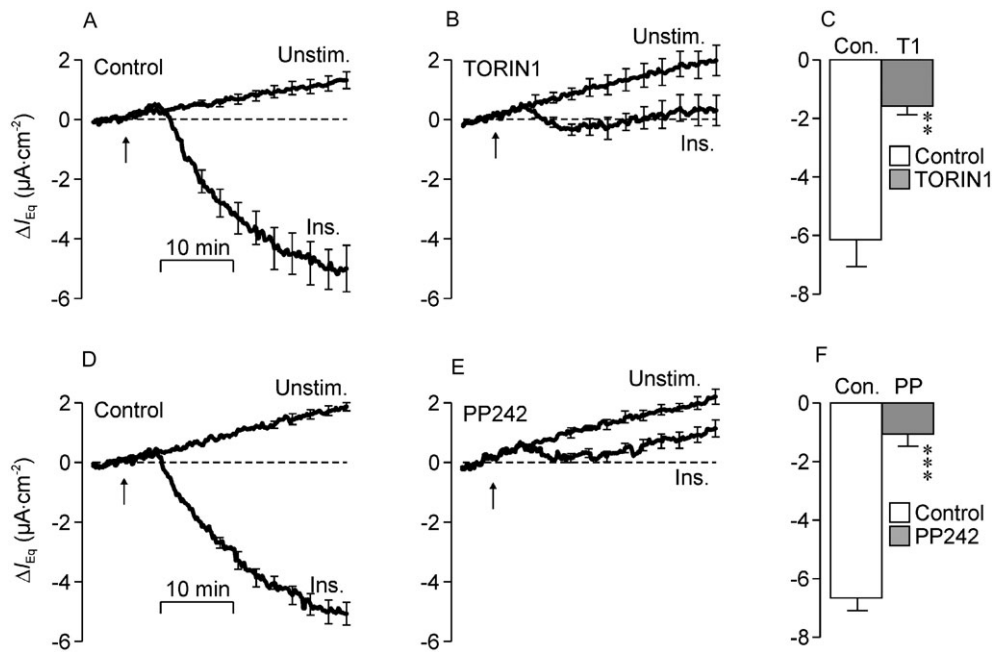 A
B
C
Control
Unstim.
TORIN1
Unstim.
Con. T1
2
0
-2
-4
-6
ΔI_Eq (µA·cm⁻²)
10 min
Ins.
2
0
-2
-4
-6
Ins.
0
-2
-4
-6
-8
**
Control
TORIN1
D
E
F
Control
Unstim.
PP242
Unstim.
Con. PP
2
0
-2
-4
-6
ΔI_Eq (µA·cm⁻²)
10 min
Ins.
2
0
-2
-4
-6
Ins.
0
-2
-4
-6
-8
***
Control
PP242